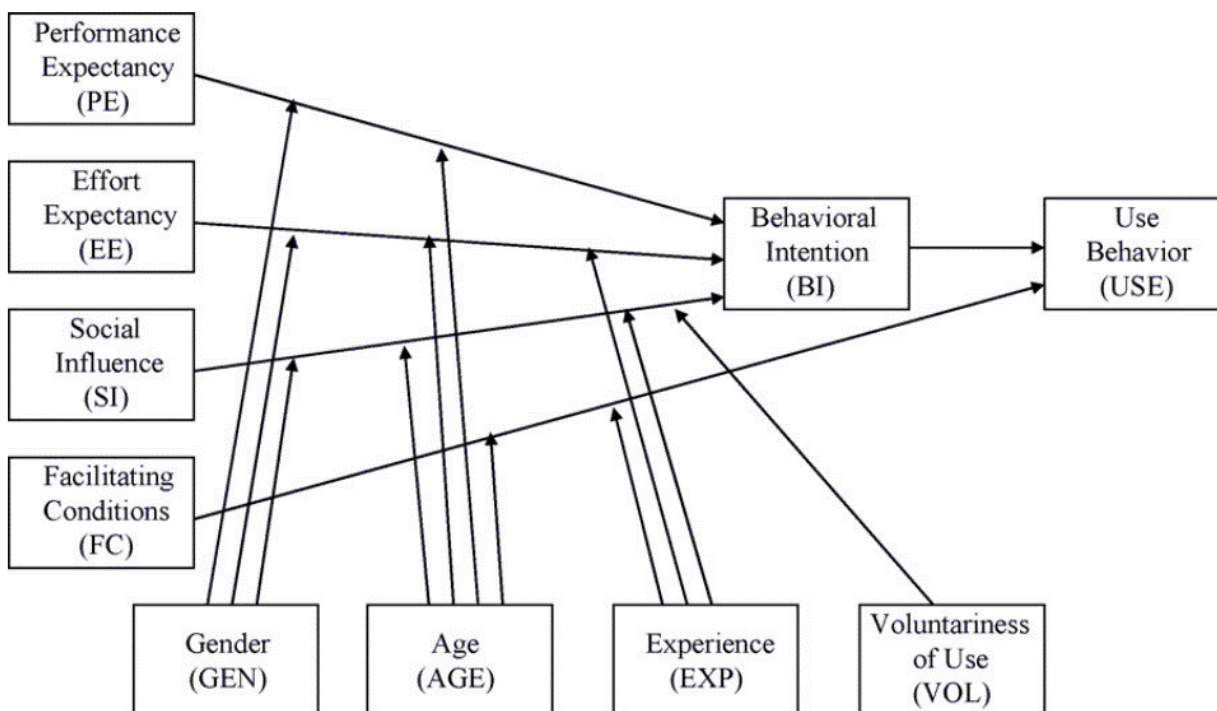 Performance
Expectancy
(PE)
Effort
Expectancy
(EE)
Social
Influence
(SI)
Facilitating
Conditions
(FC)
Behavioral
Intention
(BI)
Use
Behavior
(USE)
Gender
(GEN)
Age
(AGE)
Experience
(EXP)
Voluntariness
of Use
(VOL)